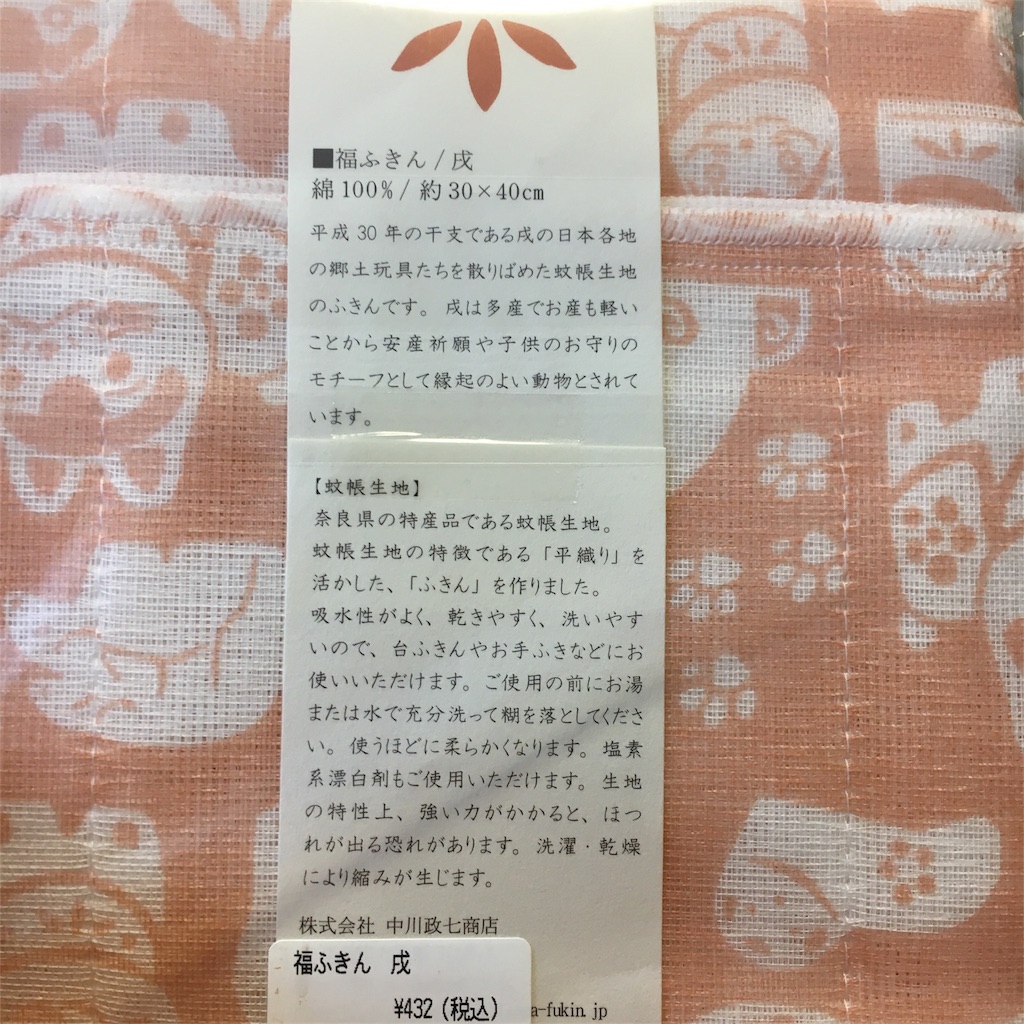 ■福ふきん / 戌
綿 100% / 約 30×40cm
平成 30 年の干支である戌の日本各地
の郷土玩具たちを散りばめた蚊帳生地
のふきんです。戌は多産でお産も軽い
ことから安産祈願や子供のお守りの
モチーフとして縁起のよい動物とされて
います。
【蚊帳生地】
奈良県の特産品である蚊帳生地。
蚊帳生地の特徴である「平織り」を
活かした、「ふきん」を作りました。
吸水性がよく、乾きやすく、洗いやす
いので、台ふきんやお手ふきなどにお
使いいただけます。ご使用の前にお湯
または水で充分洗って糊を落としてくださ
い。使うほどに柔らかくなります。塩素
系漂白剤もご使用いただけます。生地
の特性上、強い力がかかると、ほつ
れが出る恐れがあります。洗濯・乾燥
により縮みが生じます。
株式会社 中川政七商店
福ふきん 戌
¥432 (税込)
a-fukin.jp